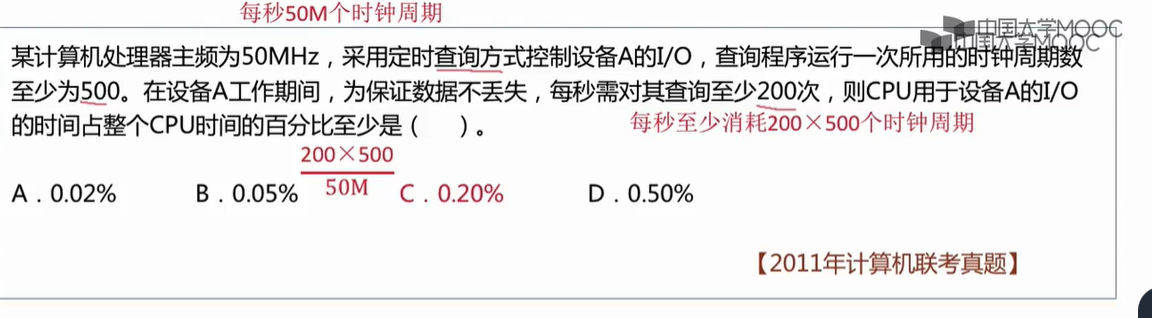 每秒50M个时钟周期
中国大学MOOC
中国大学MOOC
某计算机处理器主频为50MHz，采用定时查询方式控制设备A的I/O，查询程序运行一次所用的时钟周期数
至少为500。在设备A工作期间，为保证数据不丢失，每秒需对其查询至少200次，则CPU用于设备A的I/O
的时间占整个CPU时间的百分比至少是（　）。
每秒至少消耗200×500个时钟周期
200×500
50M
A．0.02% B．0.05% C．0.20% D．0.50%
【2011年计算机联考真题】